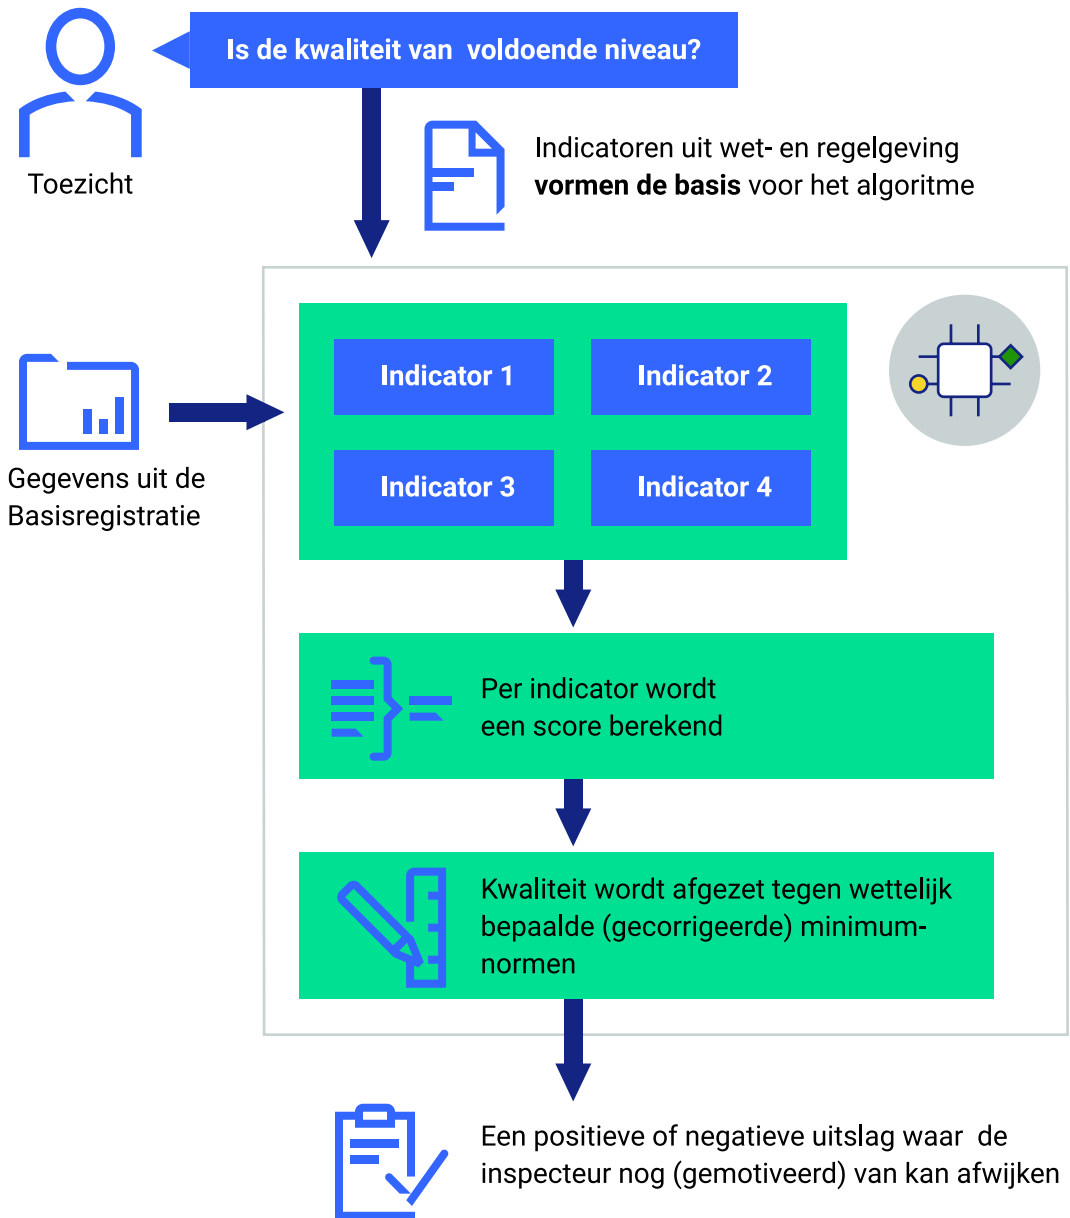 Is de kwaliteit van voldoende niveau?
Toezicht
Indicatoren uit wet- en regelgeving
vormen de basis voor het algoritme
Gegevens uit de
Basisregistratie
Indicator 1
Indicator 2
Indicator 3
Indicator 4
Per indicator wordt
een score berekend
Kwaliteit wordt afgezet tegen wettelijk
bepaalde (gecorrigeerde) minimum-
normen
Een positieve of negatieve uitslag waar de
inspecteur nog (gemotiveerd) van kan afwijken